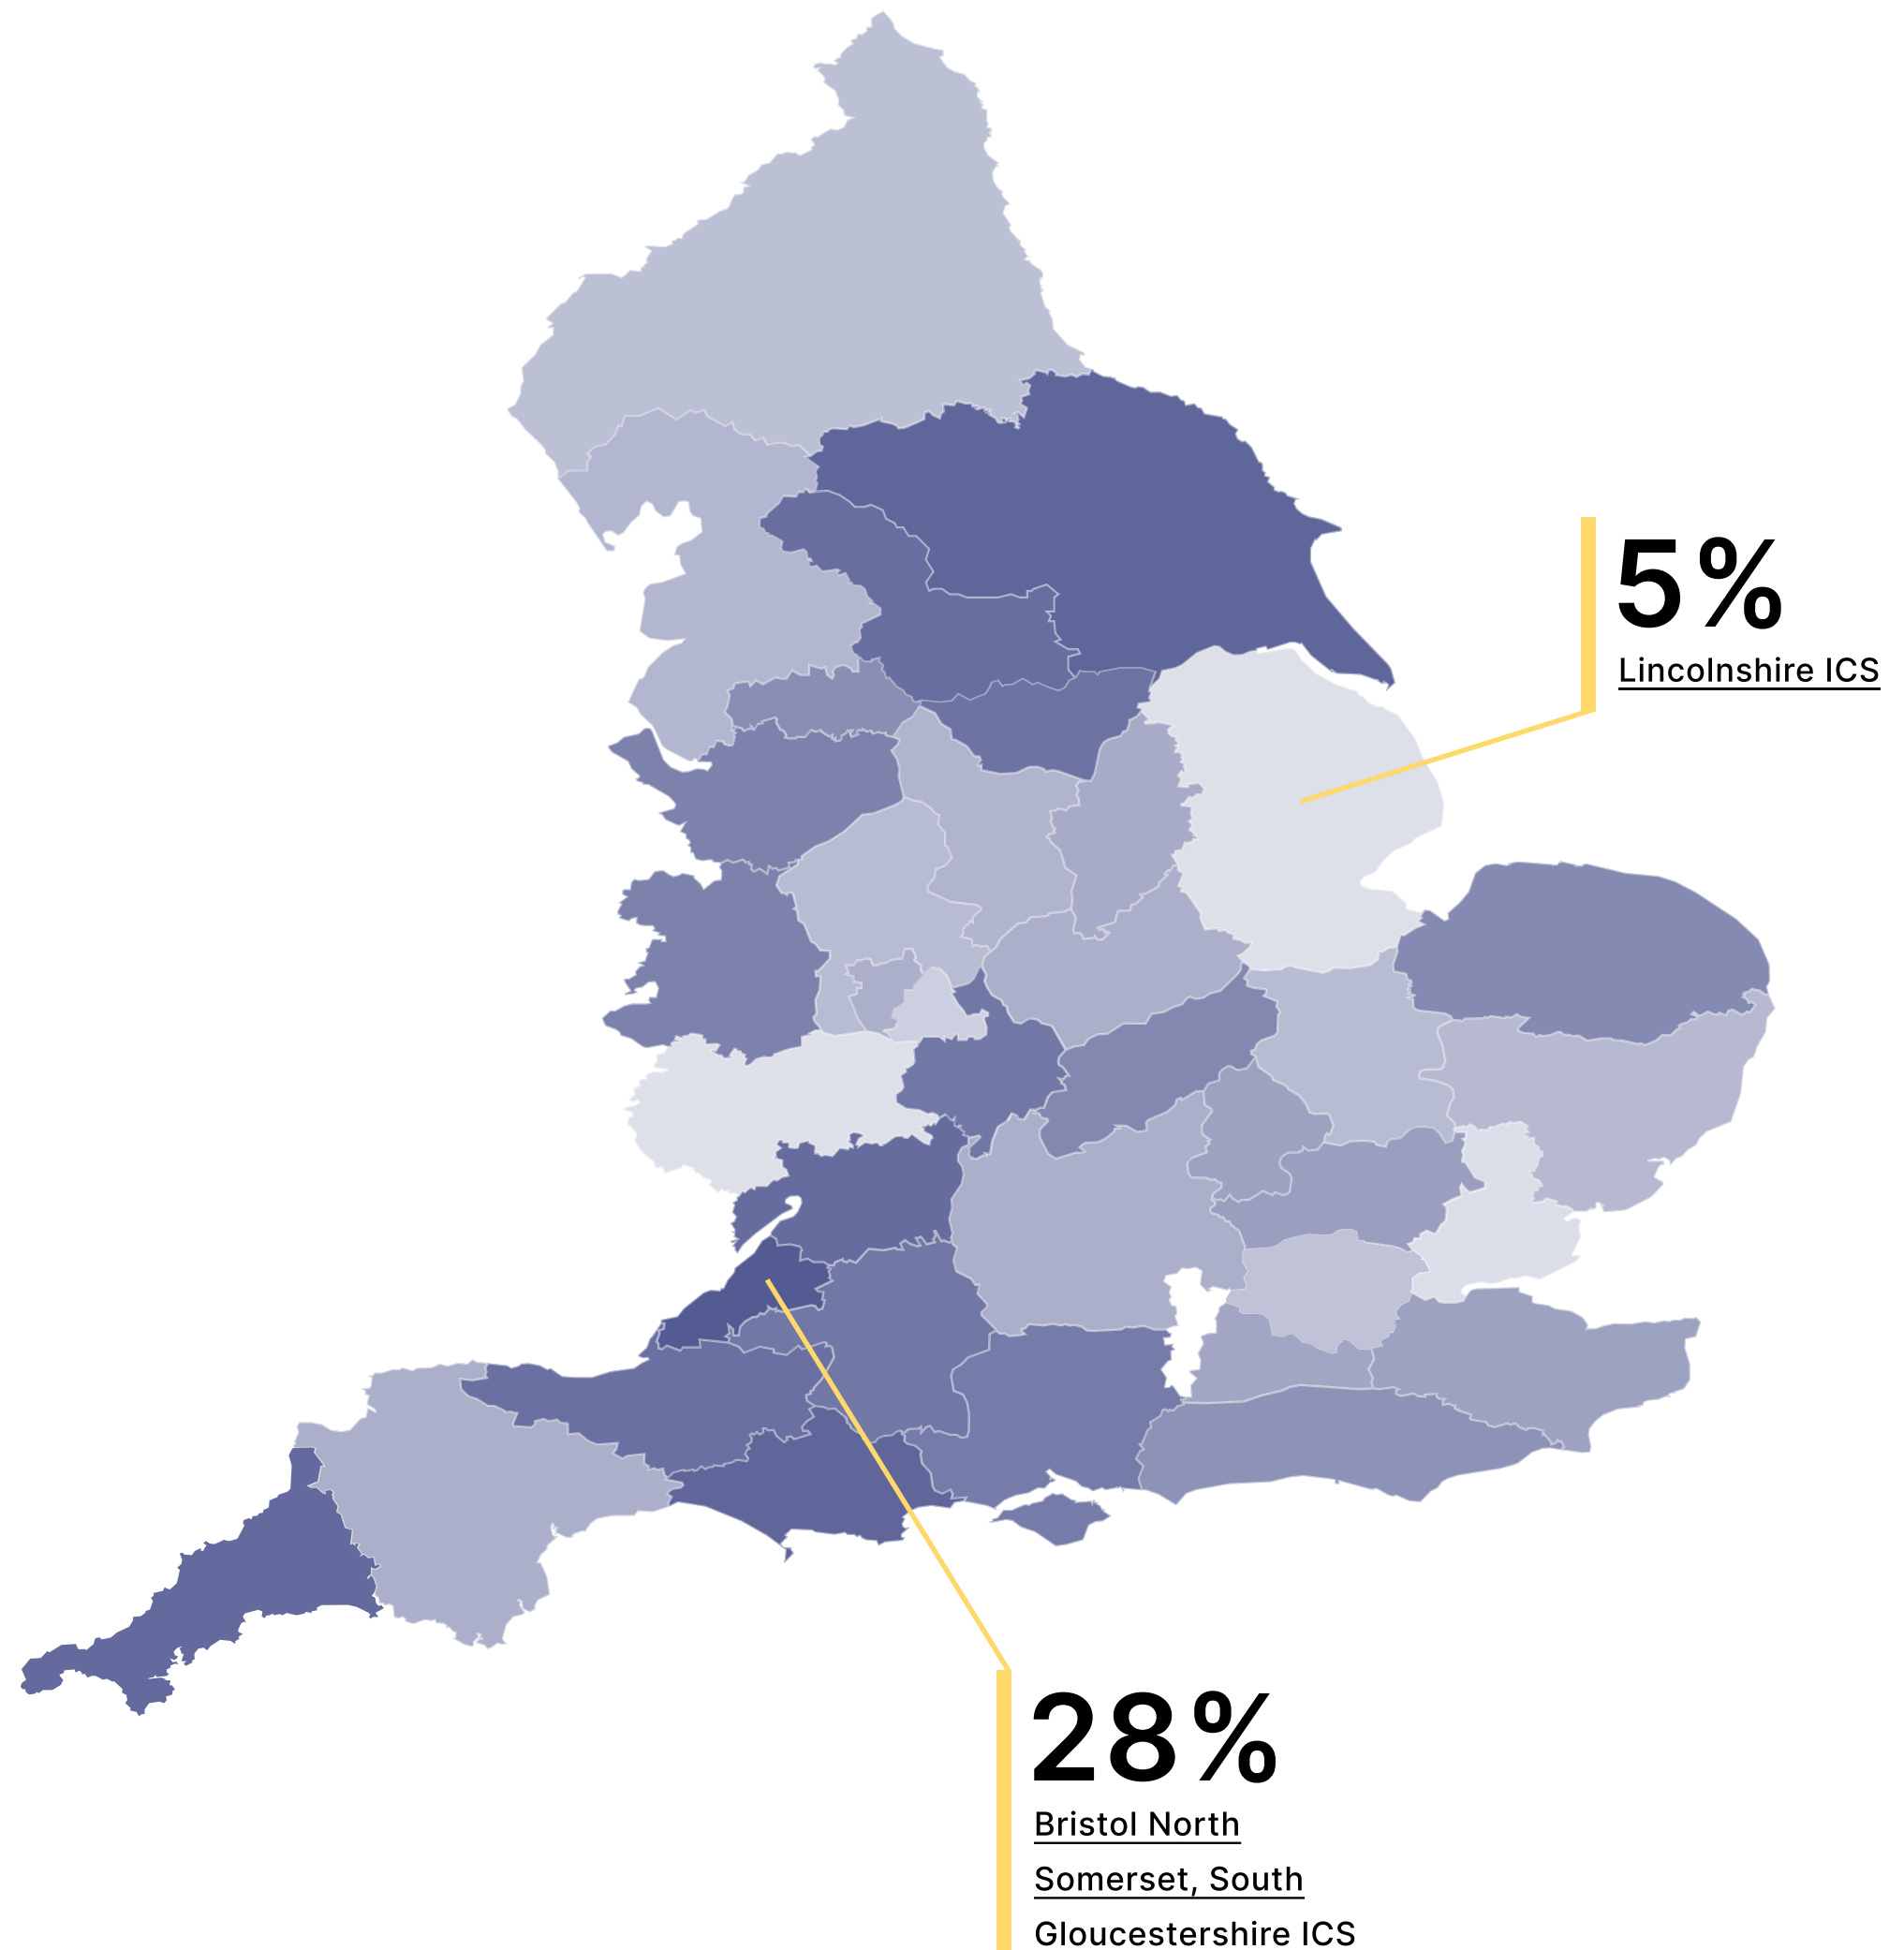 5%
Lincolnshire ICS
28%
Bristol North
Somerset, South
Gloucestershire ICS